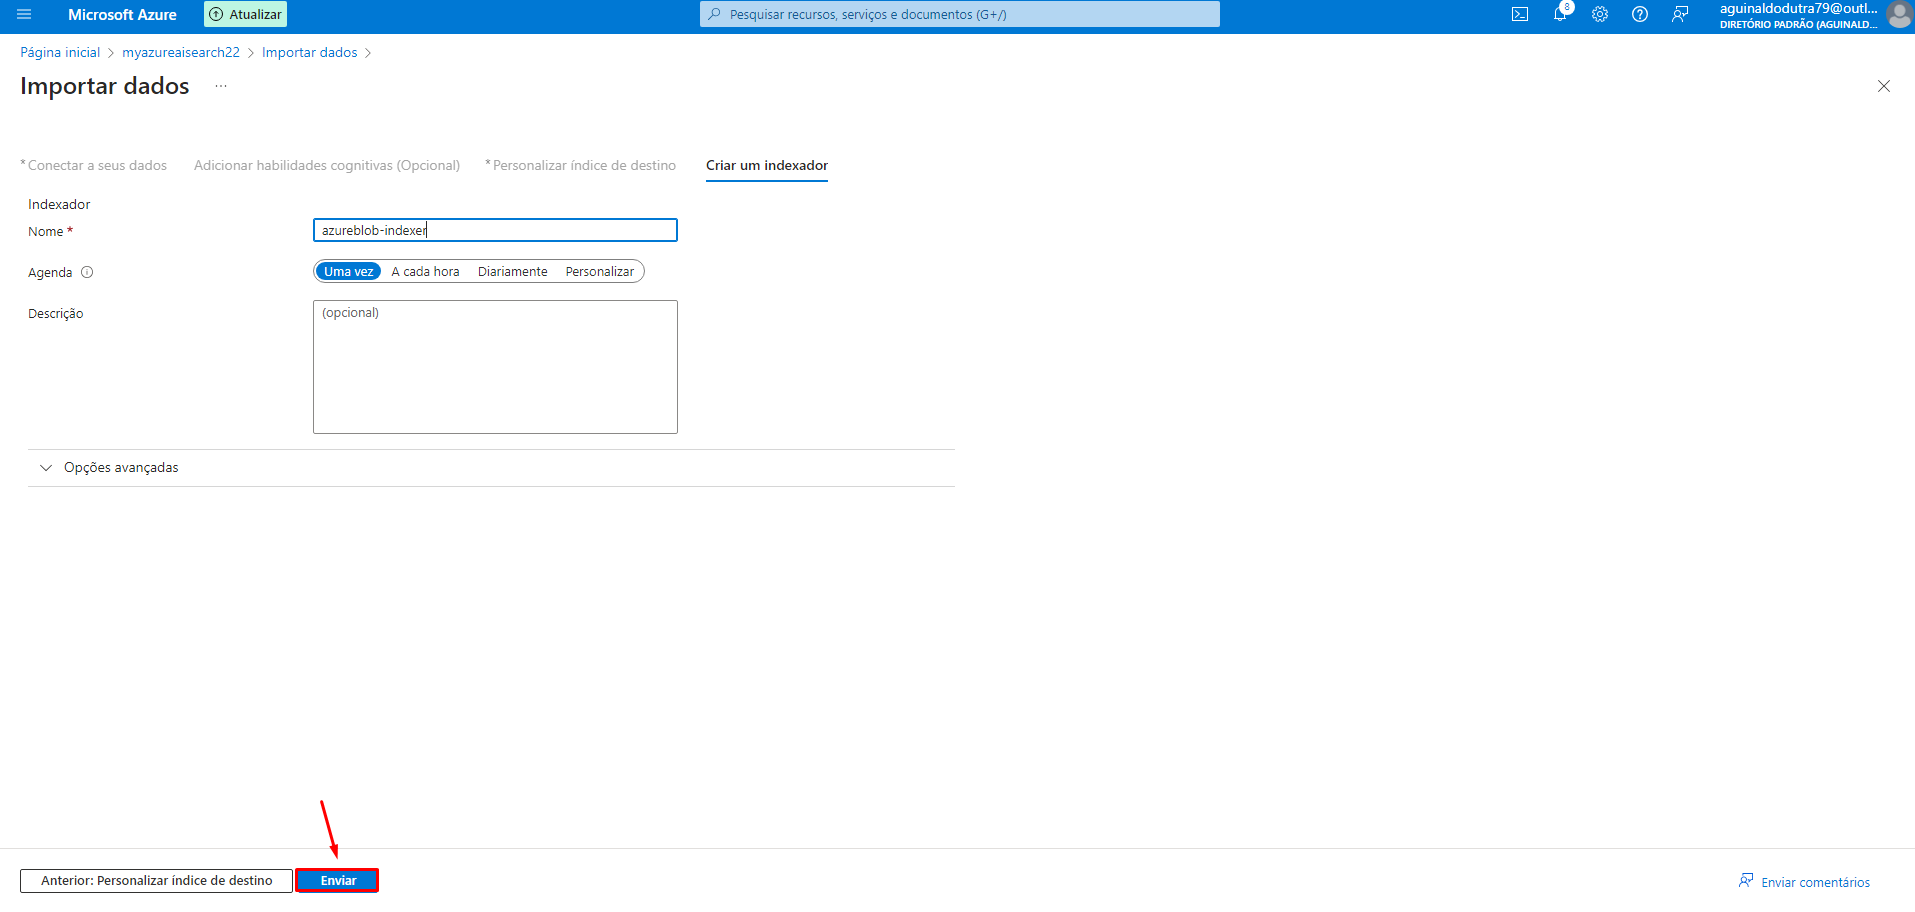 Microsoft Azure
Atualizar
Pesquisar recursos, serviços e documentos (G+/)
8
aguinaldodutra79@outl...
DIRETÓRIO PADRÃO (AGUINALD...
Página inicial > myazureaisearch22 > Importar dados >
Importar dados ...
* Conectar a seus dados
Adicionar habilidades cognitivas (Opcional)
* Personalizar índice de destino
Criar um indexador
Indexador
Nome *
azureblob-indexer
Agenda
Uma vez
A cada hora
Diariamente
Personalizar
Descrição
(opcional)
Opções avançadas
Anterior: Personalizar índice de destino
Enviar
Enviar comentários